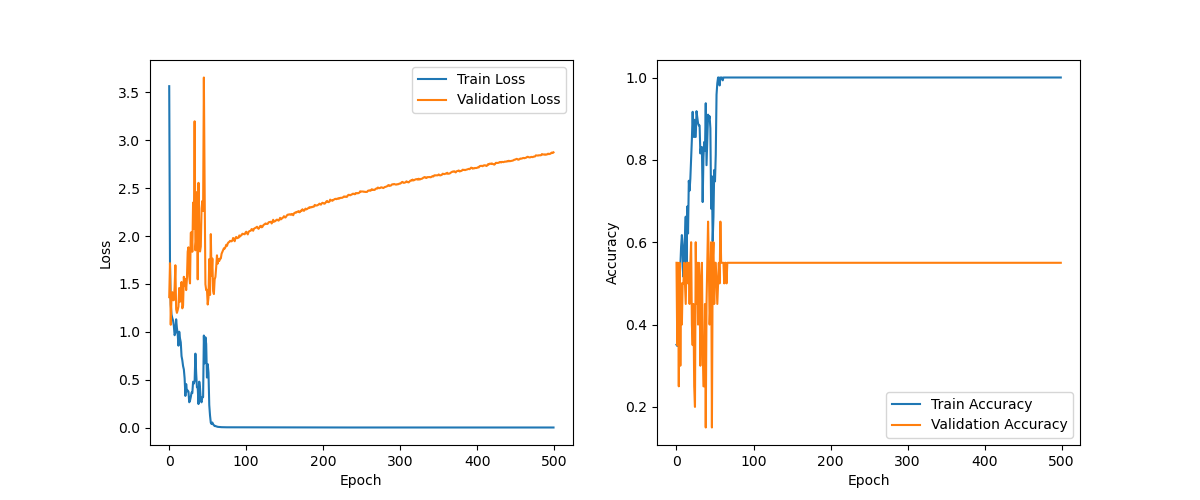 3.5
3.0
2.5
2.0
1.5
1.0
0.5
0.0
Loss
0 100 200 300 400 500
Epoch
Train Loss
Validation Loss
1.0
0.8
0.6
0.4
0.2
Accuracy
0 100 200 300 400 500
Epoch
Train Accuracy
Validation Accuracy